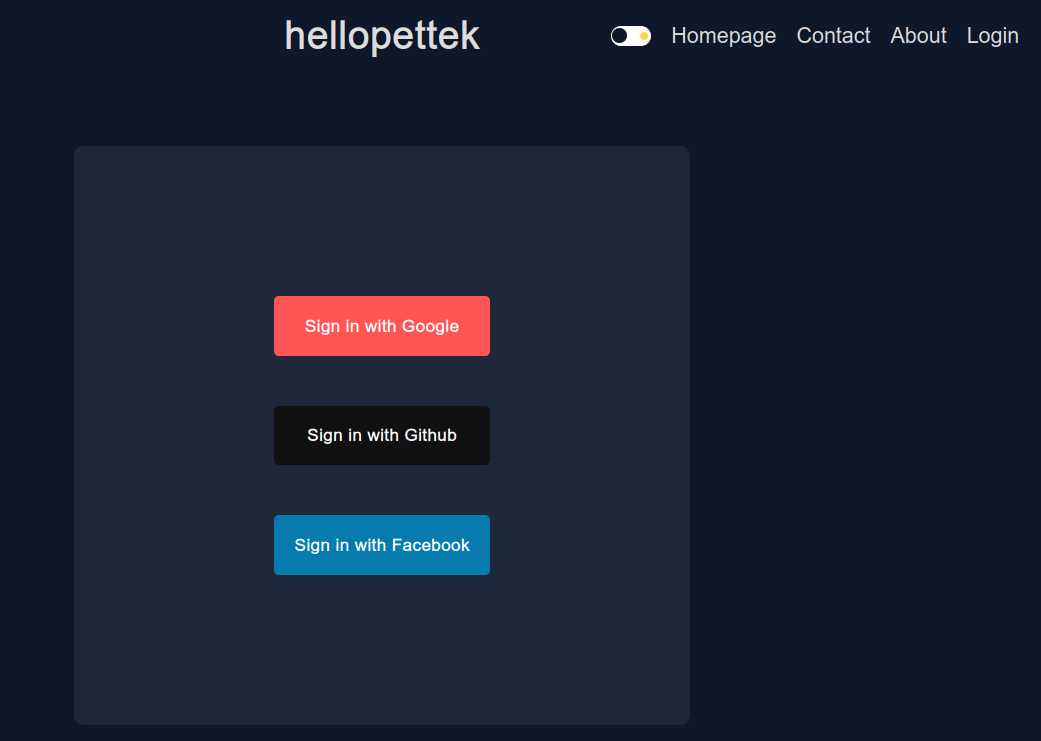 hellopettek
Homepage Contact About Login
Sign in with Google
Sign in with Github
Sign in with Facebook